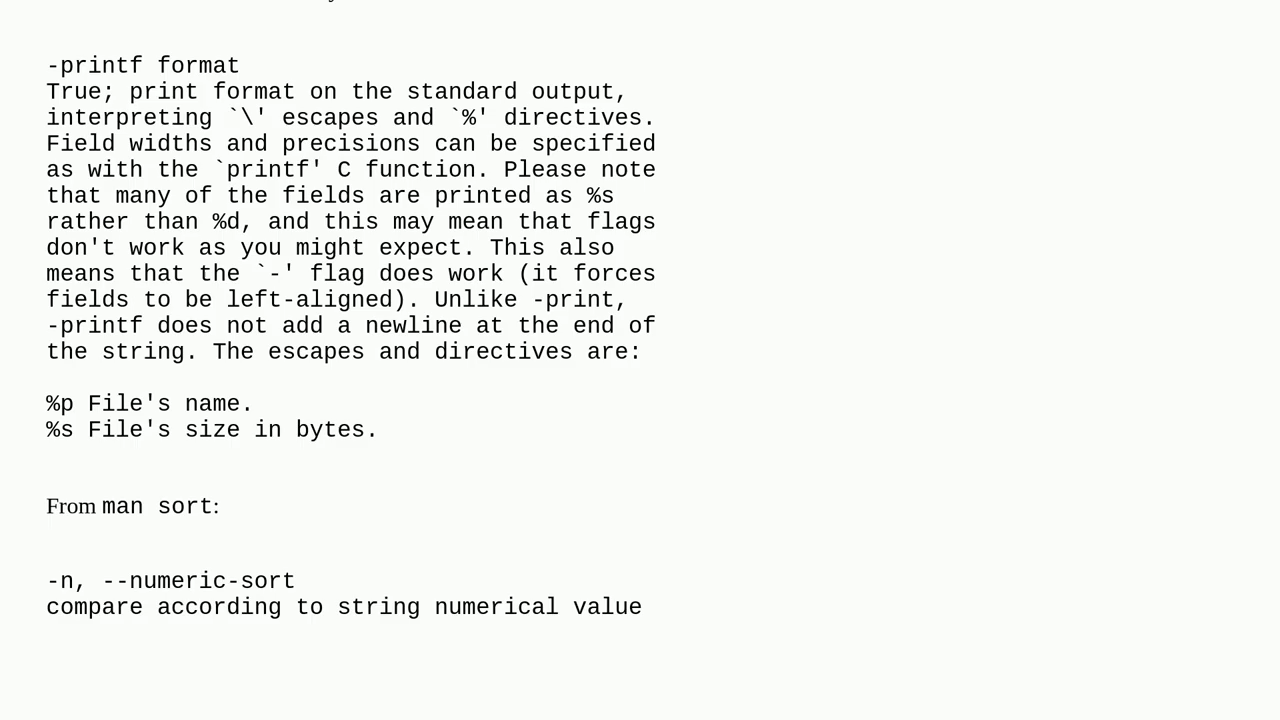 -printf format
True; print format on the standard output,
interpreting `\' escapes and `%' directives.
Field widths and precisions can be specified
as with the `printf' C function. Please note
that many of the fields are printed as %s
rather than %d, and this may mean that flags
don't work as you might expect. This also
means that the `-' flag does work (it forces
fields to be left-aligned). Unlike -print,
-printf does not add a newline at the end of
the string. The escapes and directives are:
%p File's name.
%s File's size in bytes.
From man sort:
-n, --numeric-sort
compare according to string numerical value